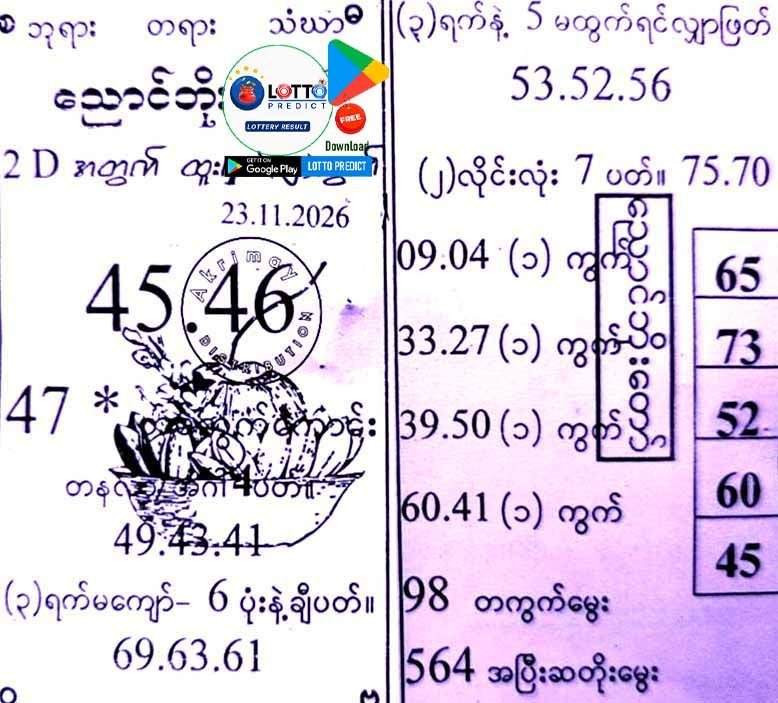 ဘုရား တရား သံဃာ
ညောင်ဘိုး
LOTTO
PREDICT
LOTTERY RESULT
FREE
Download
GET IT ON
Google Play
LOTTO PREDICT
2 D အတွက်
23.11.2026
45.46
Akrimay
DISTRIBUTION
47 *
49.43.41
(၃)ရက်မကျော်– 6 ပုံးနဲ့ချီပတ်။
69.63.61
(၃)ရက်နဲ့ 5 မထွက်ရင်လျှာဖြတ်
53.52.56
(၂)လိုင်းလုံး 7 ပတ်။ 75.70
09.04 (၁) ကွက်
33.27 (၁) ကွက်
39.50 (၁) ကွက်
60.41 (၁) ကွက်
98 တကွက်မွေး
564 အပြီးဆတိုးမွေး
65
73
52
60
45